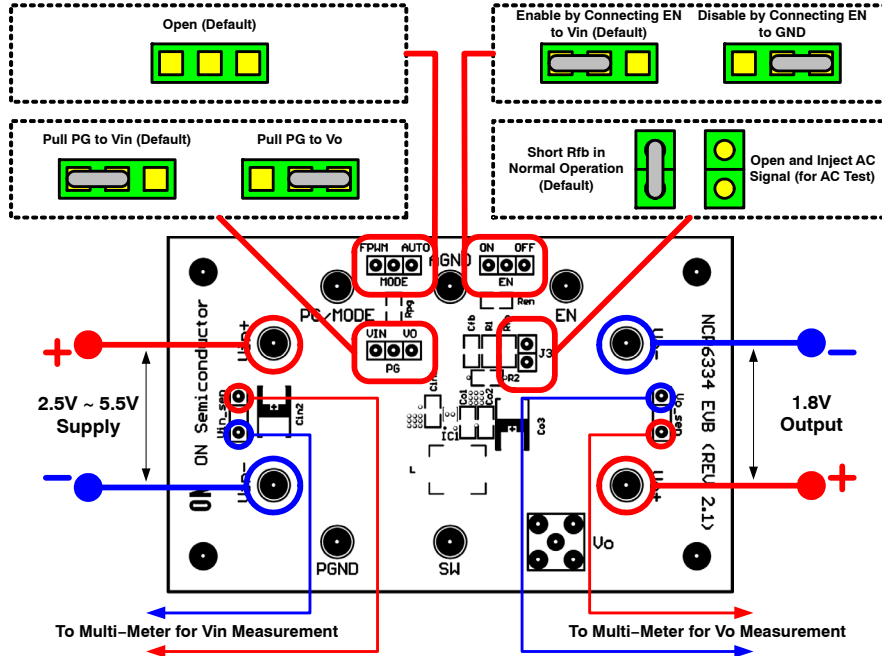 Open (Default)
Enable by Connecting EN
to Vin (Default)
Disable by Connecting EN
to GND
Pull PG to Vin (Default)
Pull PG to Vo
Short Rfb in
Normal Operation
(Default)
Open and Inject AC
Signal (for AC Test)
FPWM AUTO
MODE
AGND
ON OFF
EN
PG/MODE
Rpg
Ren
EN
VIN VO
PG
Cfb
R1
J3
R2
ON Semiconductor
ON
Vin+
Vin_sen
Vin-
Cin2
Co1
Co2
Co3
IC1
L
Vo_sen
NCP6334 EVB (REV 2.1)
+
2.5V ~ 5.5V
Supply
−
−
1.8V
Output
+
PGND
SW
Vo
To Multi−Meter for Vin Measurement
To Multi−Meter for Vo Measurement